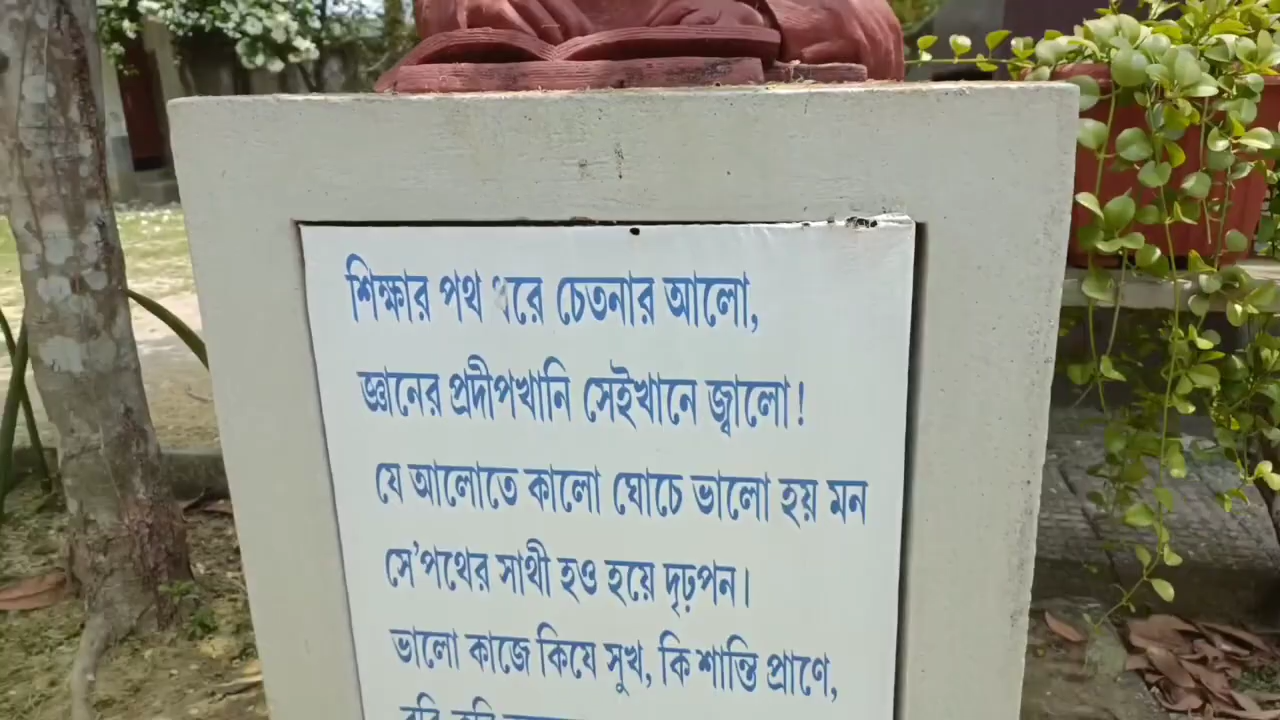 শিক্ষার পথ ধরে চেতনার আলো,
জ্ঞানের প্রদীপখানি সেইখানে জ্বালো!
যে আলোতে কালো ঘোচে ভালো হয় মন
সে'পথের সাথী হও হয়ে দৃঢ়পন।
ভালো কাজে কিযে সুখ, কি শান্তি প্রাণে,